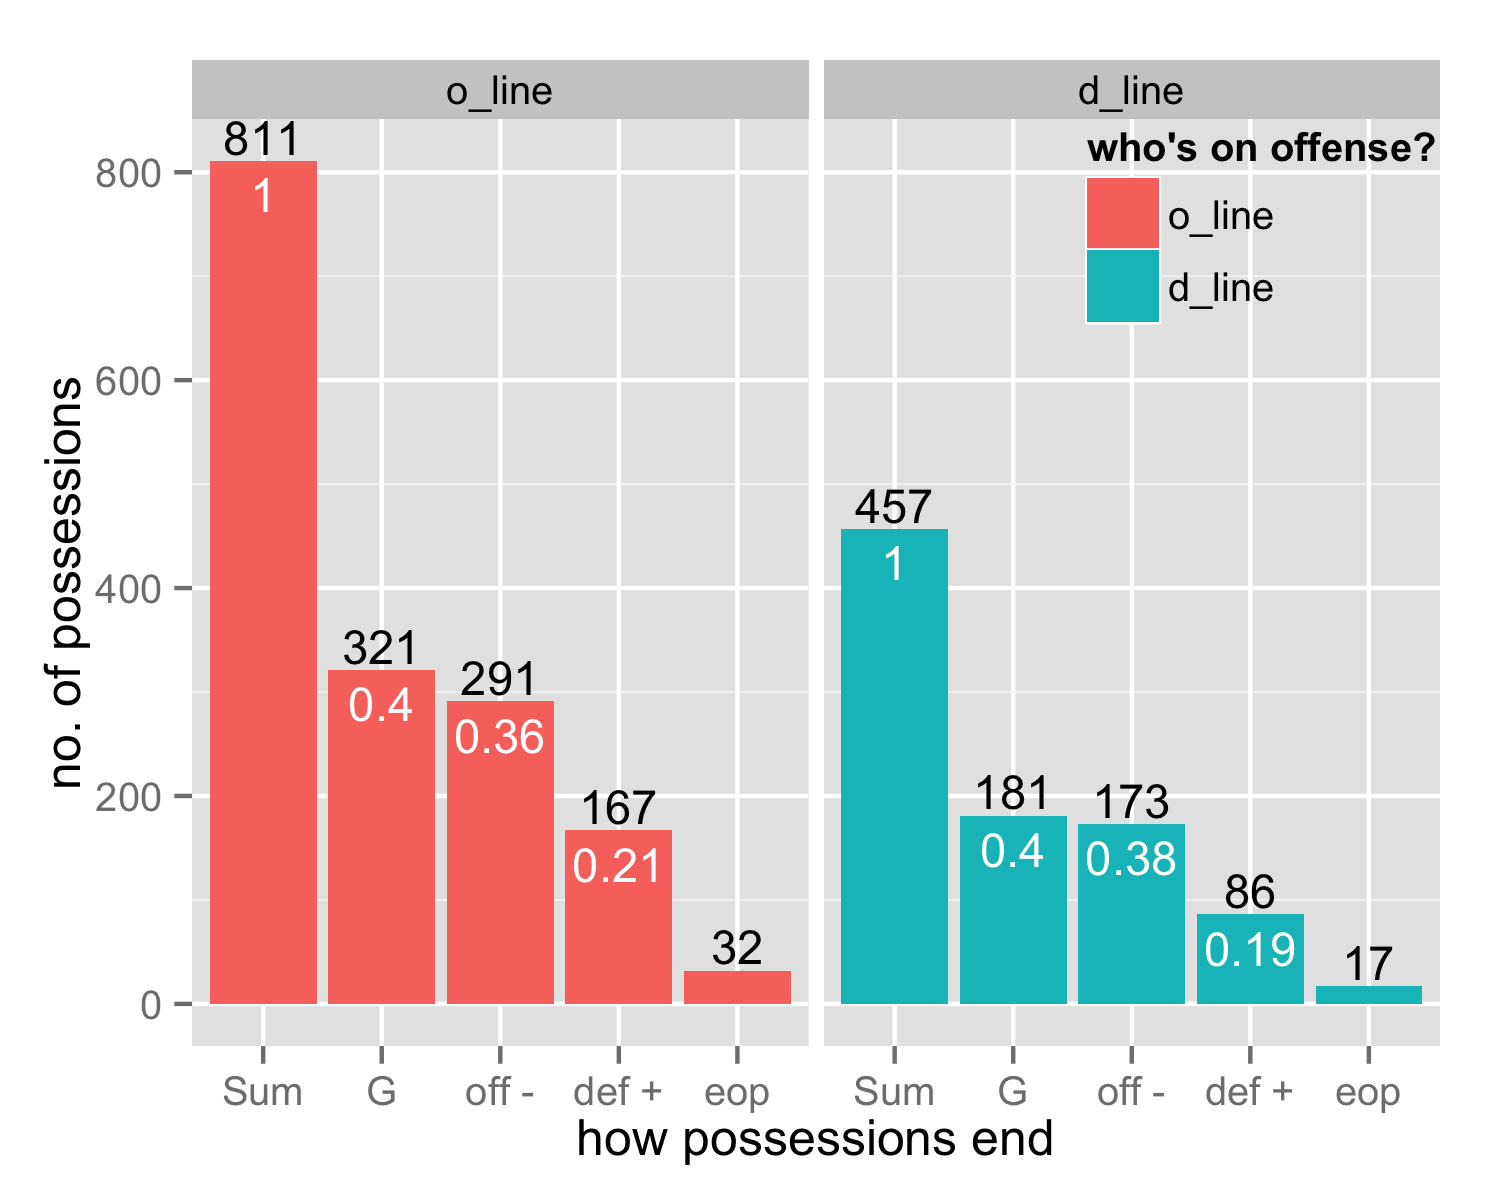 o_line
d_line
who's on offense?
o_line
d_line
no. of possessions
800
600
400
200
0
811
1
321
0.4
291
0.36
167
0.21
32
457
1
181
0.4
173
0.38
86
0.19
17
Sum G off - def + eop
Sum G off - def + eop
how possessions end